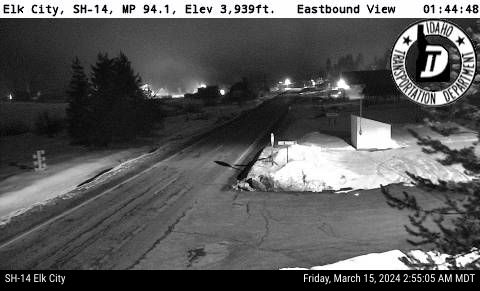 Elk City, SH-14, MP 94.1, Elev 3,939ft.   Eastbound View   01:44:48
IDAHO
TRANSPORTATION DEPARTMENT
SH-14 Elk City
Friday, March 15, 2024 2:55:05 AM MDT